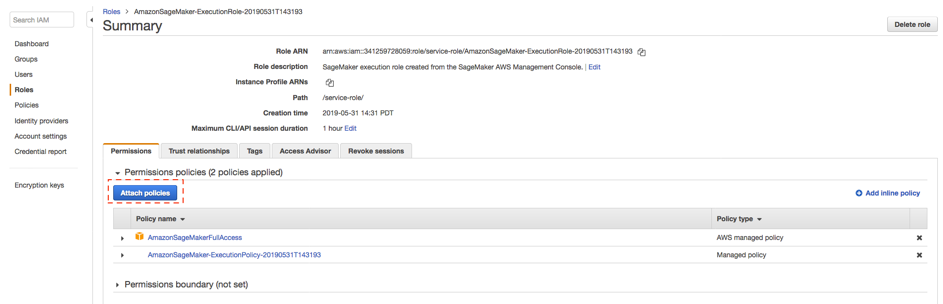 Search IAM
Dashboard
Groups
Users
Roles
Policies
Identity providers
Account settings
Credential report
Encryption keys
Roles > AmazonSageMaker-ExecutionRole-20190531T143193
Summary
Delete role
Role ARN arn:aws:iam::341259728059:role/service-role/AmazonSageMaker-ExecutionRole-20190531T143193
Role description SageMaker execution role created from the SageMaker AWS Management Console. | Edit
Instance Profile ARNs
Path /service-role/
Creation time 2019-05-31 14:31 PDT
Maximum CLI/API session duration 1 hour Edit
Permissions Trust relationships Tags Access Advisor Revoke sessions
Permissions policies (2 policies applied)
Attach policies Add inline policy
Policy name Policy type
AmazonSageMakerFullAccess AWS managed policy
AmazonSageMaker-ExecutionPolicy-20190531T143193 Managed policy
Permissions boundary (not set)